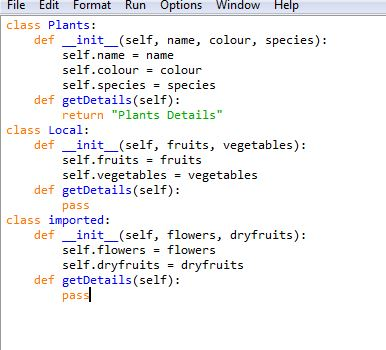 File Edit Format Run Options Window Help
class Plants:
    def __init__(self, name, colour, species):
        self.name = name
        self.colour = colour
        self.species = species
    def getDetails(self):
        return "Plants Details"
class Local:
    def __init__(self, fruits, vegetables):
        self.fruits = fruits
        self.vegetables = vegetables
    def getDetails(self):
        pass
class imported:
    def __init__(self, flowers, dryfruits):
        self.flowers = flowers
        self.dryfruits = dryfruits
    def getDetails(self):
        pass